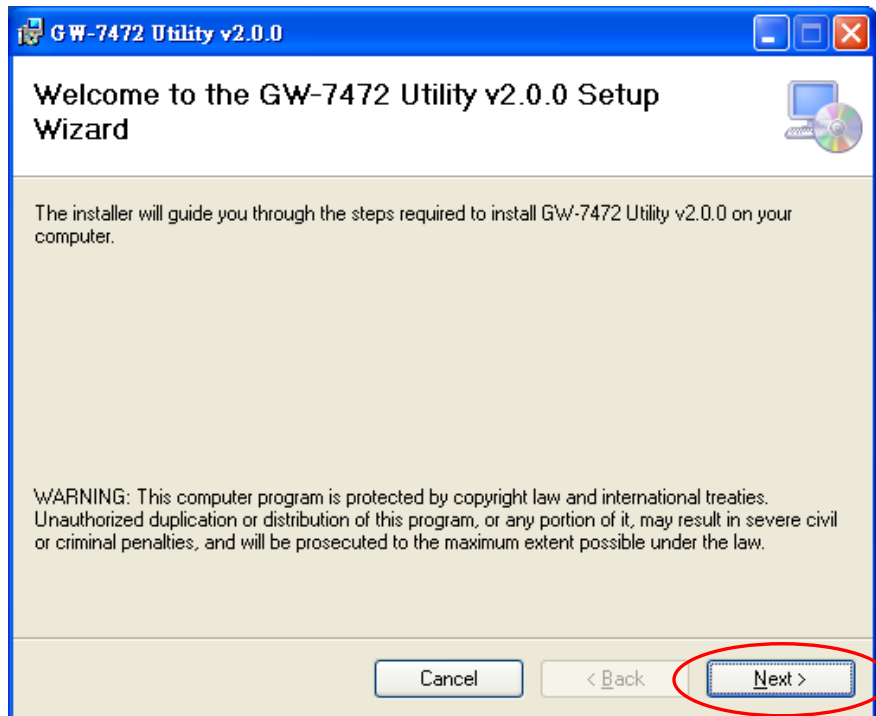 GW-7472 Utility v2.0.0
Welcome to the GW-7472 Utility v2.0.0 Setup
Wizard
The installer will guide you through the steps required to install GW-7472 Utility v2.0.0 on your
computer.
WARNING: This computer program is protected by copyright law and international treaties.
Unauthorized duplication or distribution of this program, or any portion of it, may result in severe civil
or criminal penalties, and will be prosecuted to the maximum extent possible under the law.
Cancel
< Back
Next >